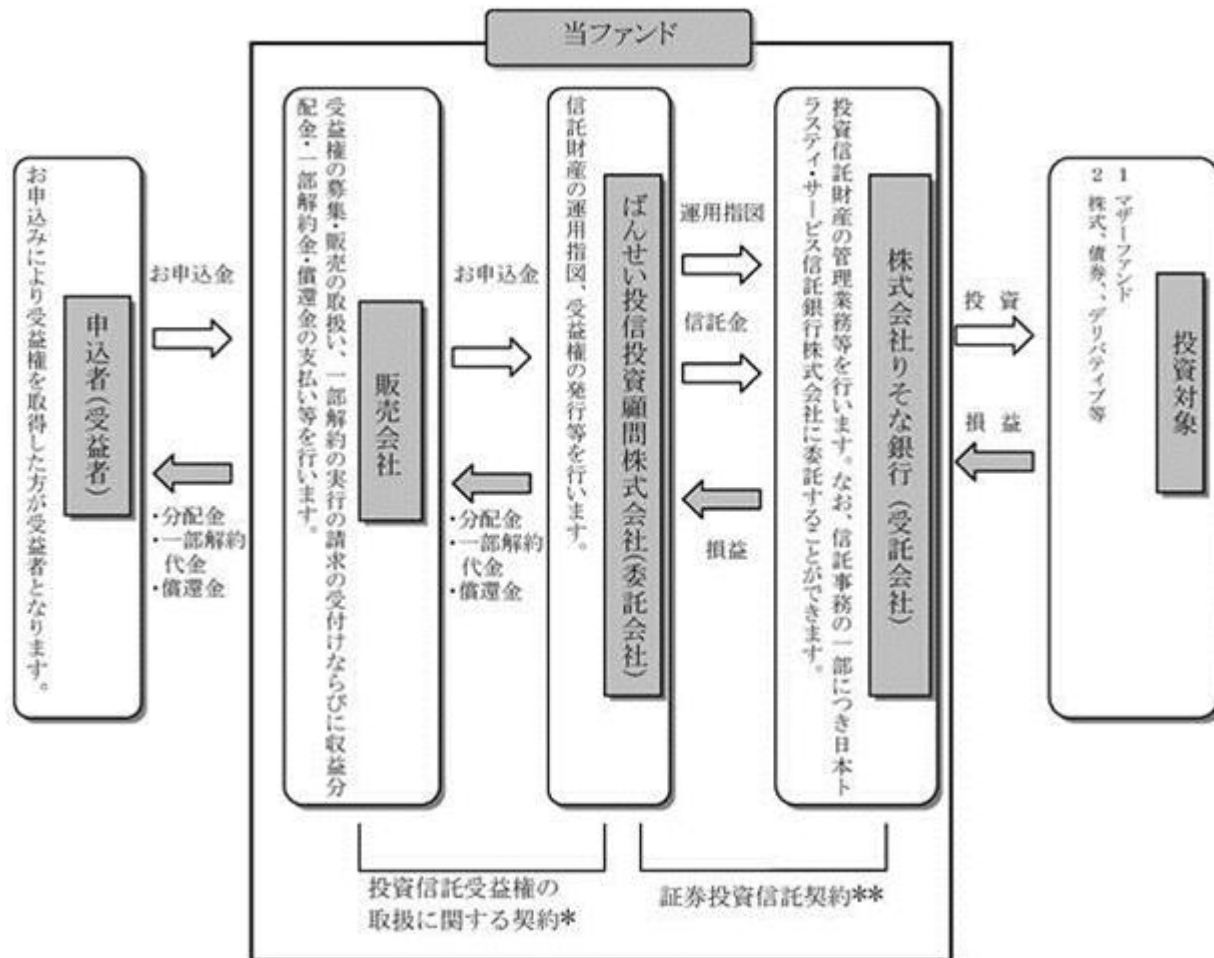 当ファンド
お申込みにより受益権を取得した方が受益者となります。
申込者(受益者)
お申込金
・分配金
・一部解約
代金
・償還金
受益権の募集・販売の取扱い、一部解約の実行の請求の受付けならびに収益分
配金・一部解約金・償還金の支払い等を行います。
販売会社
お申込金
・分配金
・一部解約
代金
・償還金
信託財産の運用指図、受益権の発行等を行います。
ばんせい投信投資顧問株式会社(委託会社)
運用指図
信託金
損益
投資信託財産の管理業務等を行います。なお、信託事務の一部につき日本ト
ラスティ・サービス信託銀行株式会社に委託することができます。
株式会社りそな銀行(受託会社)
投 資
損 益
1 マザーファンド
2 株式、債券、、デリバティブ等
投資対象
投資信託受益権の
取扱に関する契約*
証券投資信託契約**